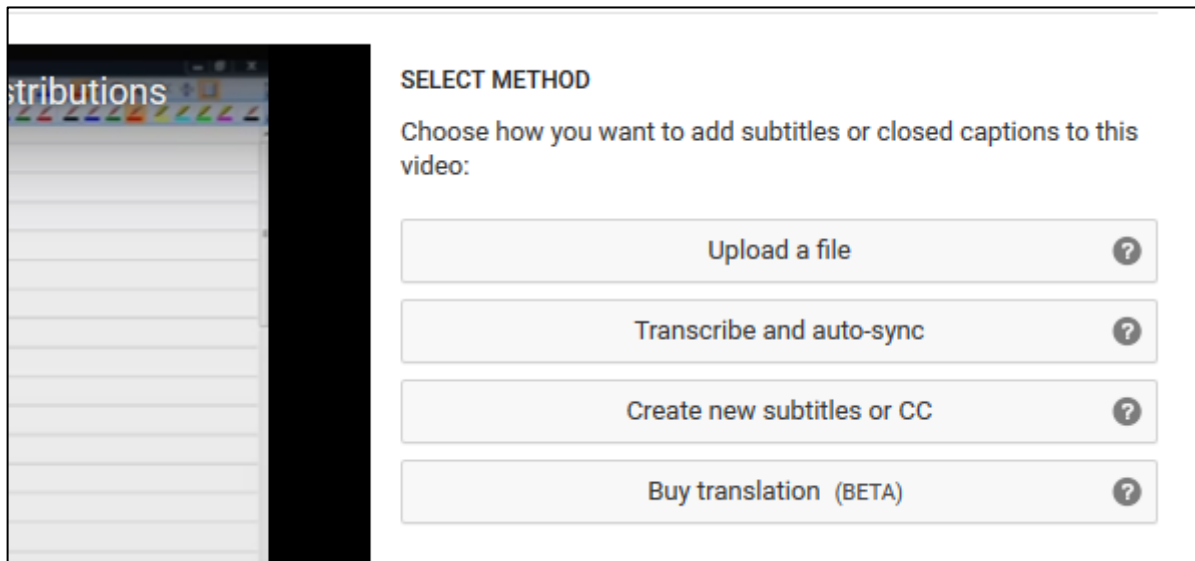 stributions
SELECT METHOD
Choose how you want to add subtitles or closed captions to this
video:
Upload a file ?
Transcribe and auto-sync ?
Create new subtitles or CC ?
Buy translation (BETA) ?